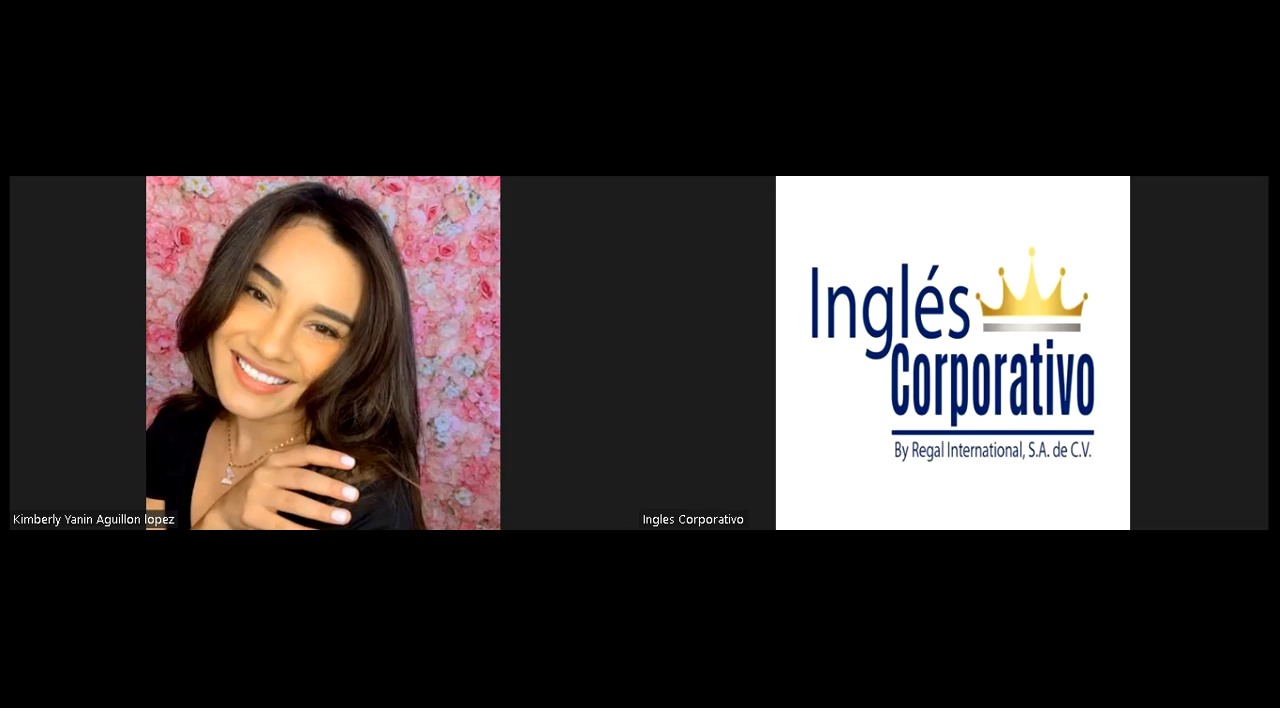 Inglés
Corporativo
By Regal International, S.A. de C.V.
Kimberly Yanin Aguillon lopez
Ingles Corporativo